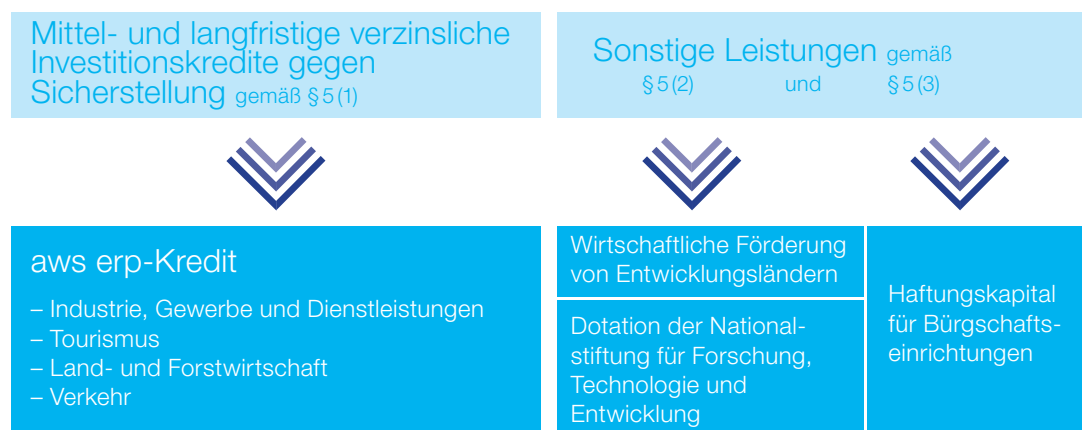 Mittel- und langfristige verzinsliche
Investitionskredite gegen
Sicherstellung gemäß § 5 (1)
Sonstige Leistungen gemäß
§ 5 (2) und § 5 (3)
aws erp-Kredit
– Industrie, Gewerbe und Dienstleistungen
– Tourismus
– Land- und Forstwirtschaft
– Verkehr
Wirtschaftliche Förderung
von Entwicklungsländern
Dotation der National-
stiftung für Forschung,
Technologie und
Entwicklung
Haftungskapital
für Bürgschafts-
einrichtungen